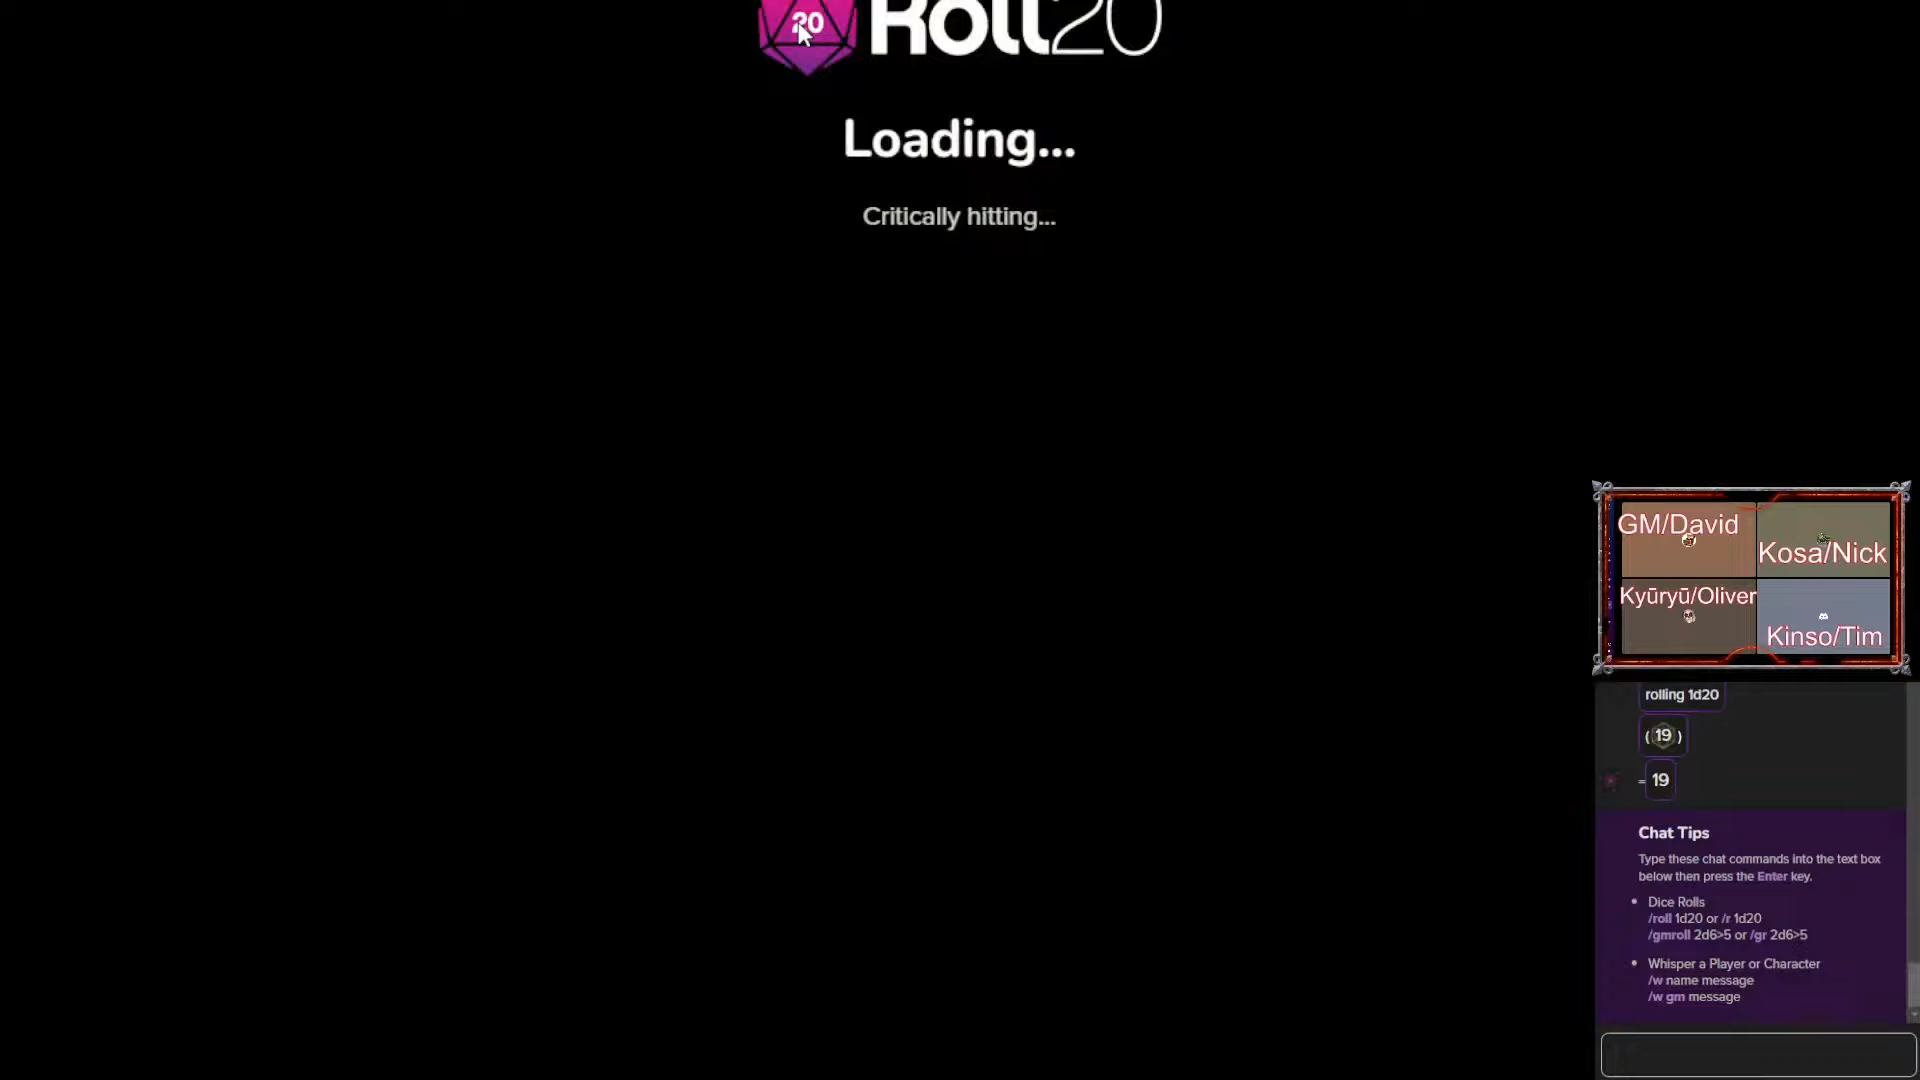 20 Roll20
Loading...
Critically hitting...
GM/David
Kosa/Nick
Kyūryū/Oliver
Kinso/Tim
rolling 1d20
(19)
=19
Chat Tips
Type these chat commands into the text box
below then press the Enter key.
• Dice Rolls
/roll 1d20 or /r 1d20
/gmroll 2d6>5 or /gr 2d6>5
• Whisper a Player or Character
/w name message
/w gm message